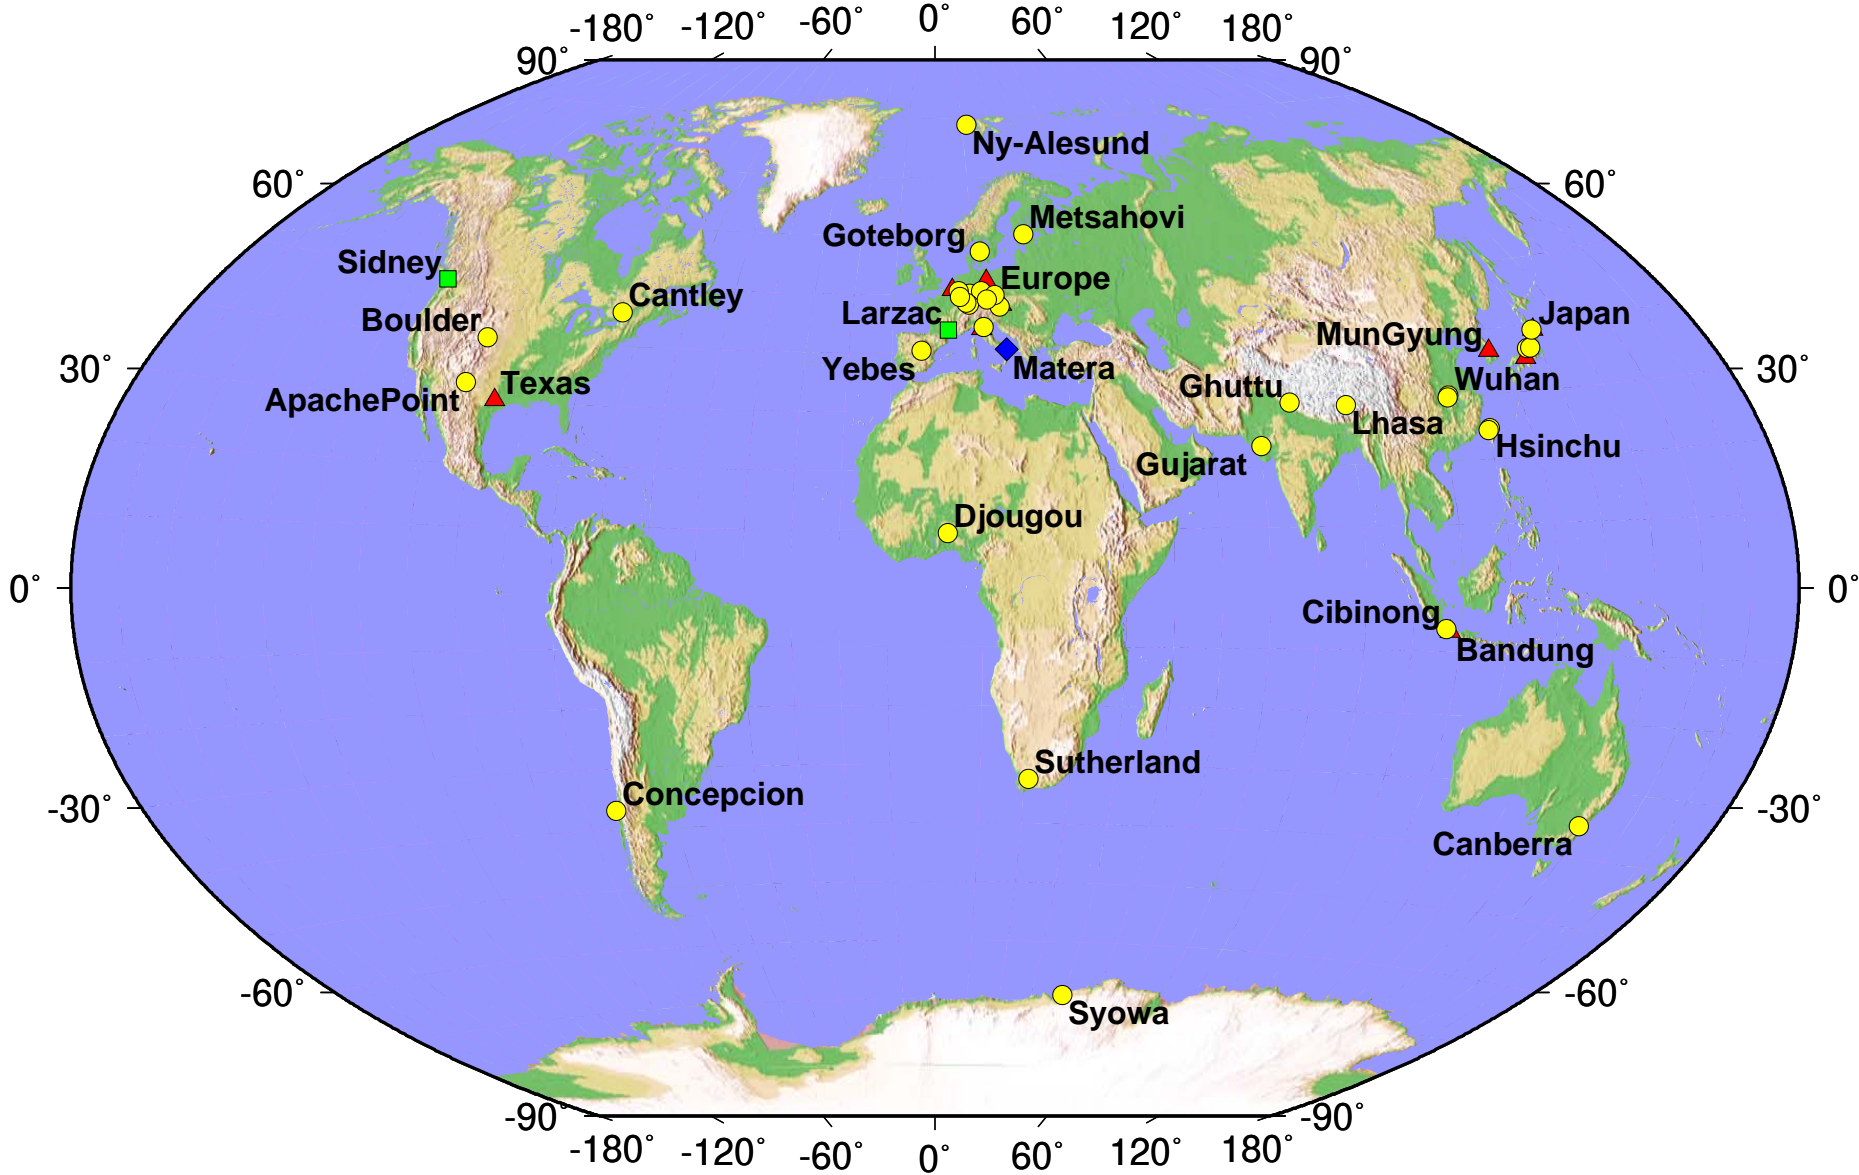 -180° -120° -60° 0° 60° 120° 180°
90° 90°
Ny-Alesund
60° 60°
Metsahovi
Goteborg
Sidney
Europe
Cantley
Larzac
Japan
Boulder
MunGyung
30° 30°
Yebes
Matera
Wuhan
Texas
Ghuttu
ApachePoint
Lhasa
Hsinchu
Gujarat
Djougou
0° 0°
Cibinong
Bandung
Sutherland
Concepcion
-30° -30°
Canberra
-60° -60°
Syowa
-90° -90°
-180° -120° -60° 0° 60° 120° 180°